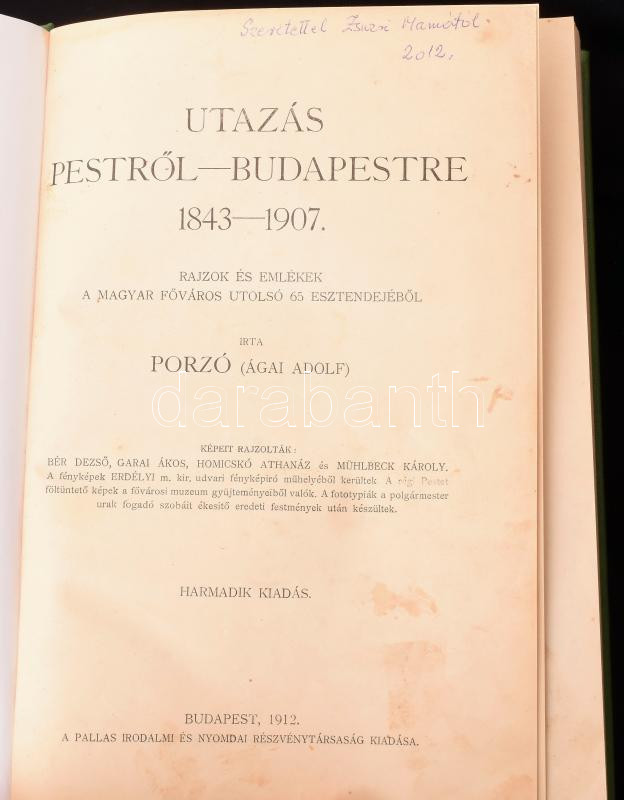 Szeretettel Zsuzsi Mamától.
2012.
UTAZÁS
PESTRŐL—BUDAPESTRE
1843—1907.
RAJZOK ÉS EMLÉKEK
A MAGYAR FŐVÁROS UTOLSÓ 65 ESZTENDEJÉBŐL
IRTA
PORZÓ (ÁGAI ADOLF)
darabanth
KÉPEIT RAJZOLTÁK:
BÉR DEZSŐ, GARAI ÁKOS, HOMICSKÓ ATHANÁZ és MÜHLBECK KÁROLY.
A fényképek ERDÉLYI m. kir. udvari fényképiró műhelyéből kerültek. A régi Pestet
föltüntető képek a fővárosi muzeum gyüjteményeiből valók. A fototypiák a polgármester
urak fogadó szobáit ékesitő eredeti festmények után készültek.
HARMADIK KIADÁS.
BUDAPEST, 1912.
A PALLAS IRODALMI ÉS NYOMDAI RÉSZVÉNYTÁRSASÁG KIADÁSA.